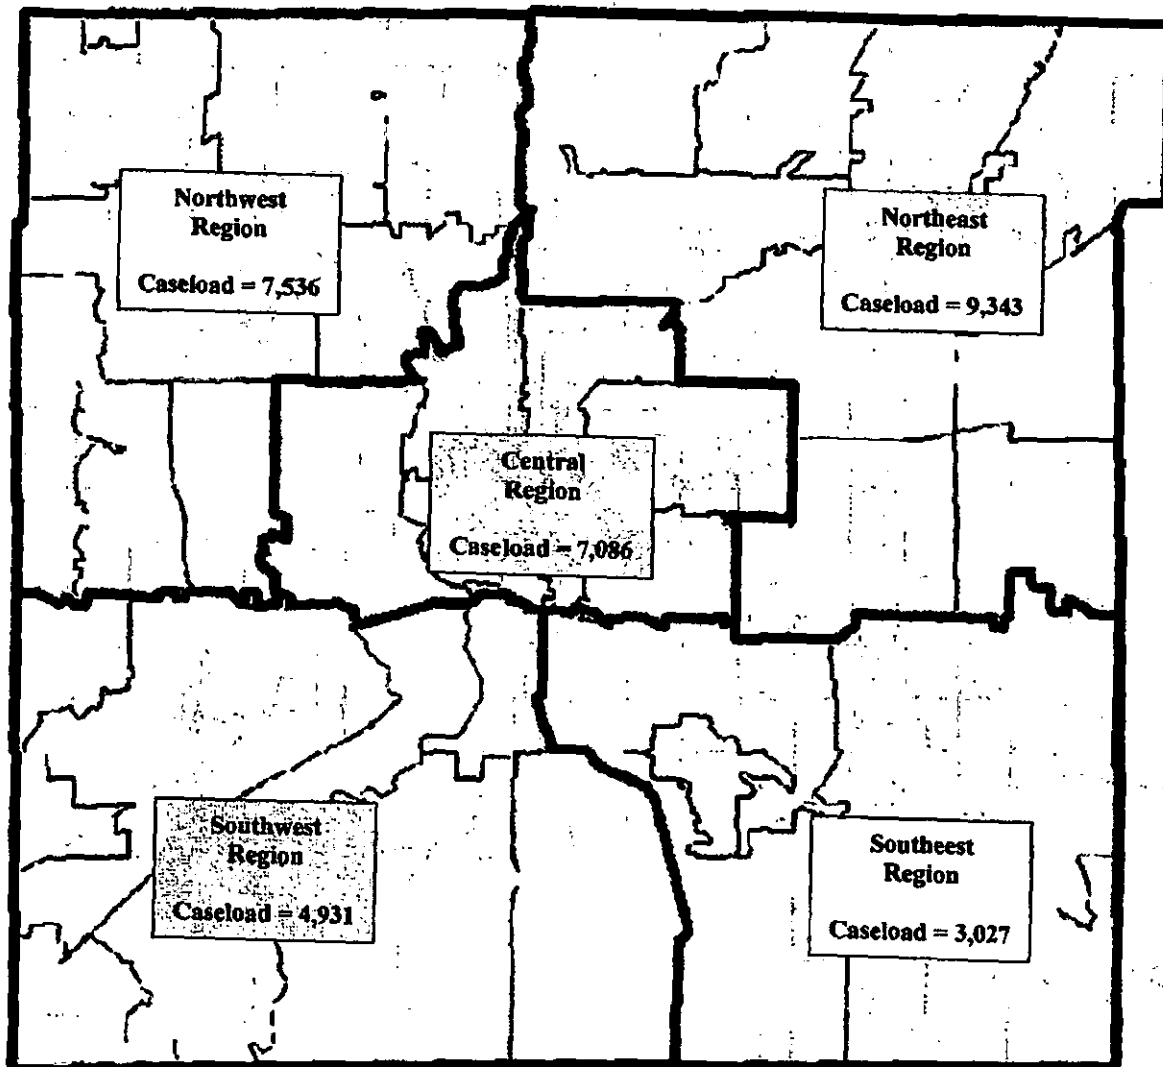 Northwest
Region
Caseload = 7,536
Northeast
Region
Caseload = 9,343
Central
Region
Caseload = 7,086
Southwest
Region
Caseload = 4,931
Southeest
Region
Caseload = 3,027